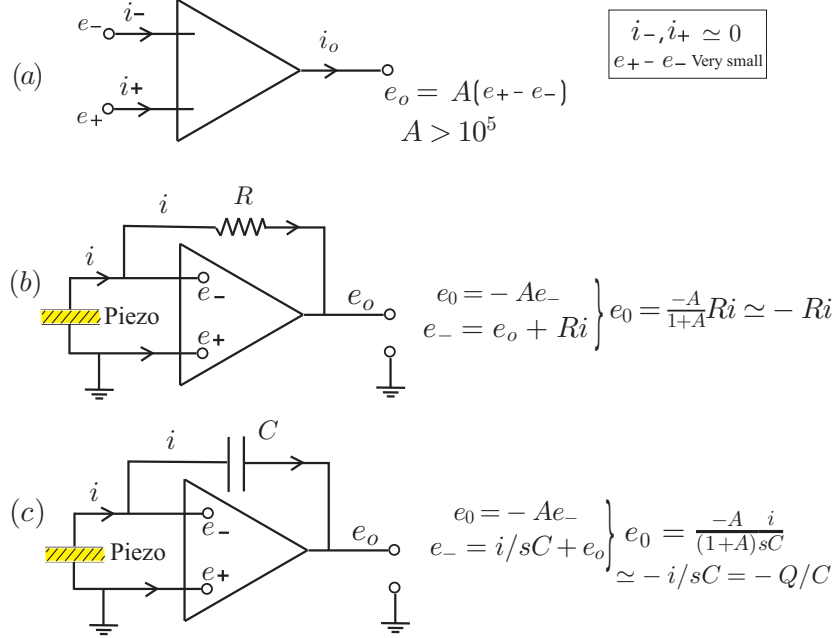 e₋ i₋
(a)
e₊ i₊
i_o
e_o = A(e₊ - e₋)
A > 10⁵
i₋, i₊ ≃ 0
e₊ - e₋ Very small
(b)
i
i
R
e₋
e₊
Piezo
e_o
e₀ = - Ae₋
e₋ = e_o + Ri
} e₀ = -A/1+A Ri ≃ - Ri
(c)
i
i
C
e₋
e₊
Piezo
e_o
e₀ = - Ae₋
e₋ = i/sC + e_o
} e₀ = -A/(1+A) i/sC
≃ - i/sC = - Q/C